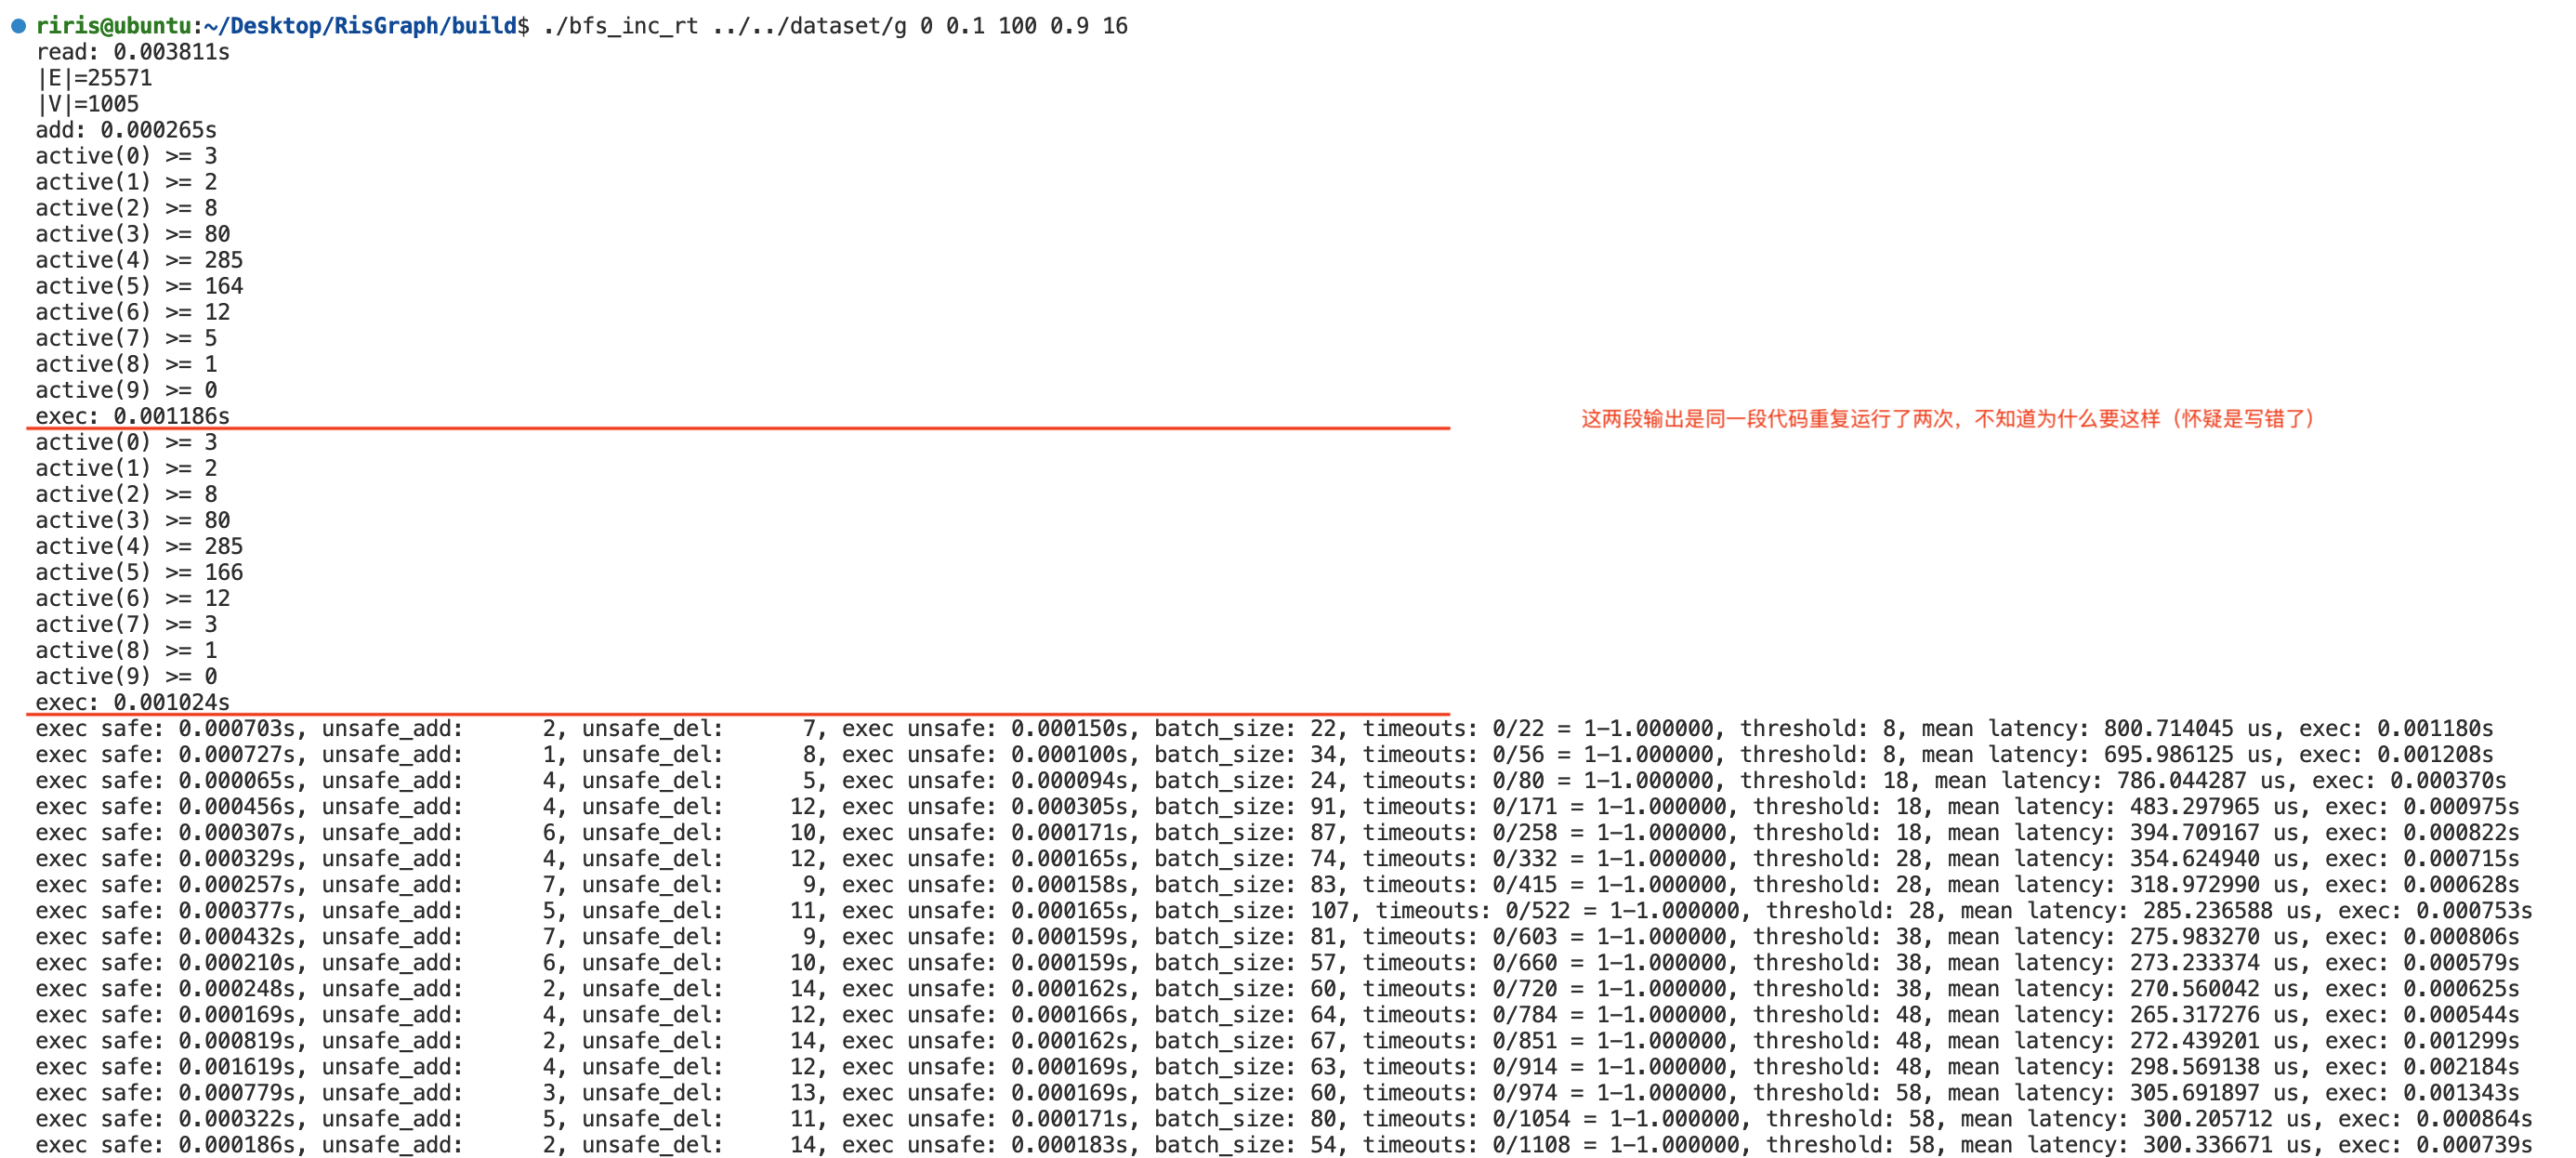 riris@ubuntu:~/Desktop/RisGraph/build$ ./bfs_inc_rt ../../dataset/g 0 0.1 100 0.9 16
read: 0.003811s
|E|=25571
|V|=1005
add: 0.000265s
active(0) >= 3
active(1) >= 2
active(2) >= 8
active(3) >= 80
active(4) >= 285
active(5) >= 164
active(6) >= 12
active(7) >= 5
active(8) >= 1
active(9) >= 0
exec: 0.001186s
这两段输出是同一段代码重复运行了两次，不知道为什么要这样（怀疑是写错了）
active(0) >= 3
active(1) >= 2
active(2) >= 8
active(3) >= 80
active(4) >= 285
active(5) >= 166
active(6) >= 12
active(7) >= 3
active(8) >= 1
active(9) >= 0
exec: 0.001024s
exec safe: 0.000703s, unsafe_add: 2, unsafe_del: 7, exec unsafe: 0.000150s, batch_size: 22, timeouts: 0/22 = 1-1.000000, threshold: 8, mean latency: 800.714045 us, exec: 0.001180s
exec safe: 0.000727s, unsafe_add: 1, unsafe_del: 8, exec unsafe: 0.000100s, batch_size: 34, timeouts: 0/56 = 1-1.000000, threshold: 8, mean latency: 695.986125 us, exec: 0.001208s
exec safe: 0.000065s, unsafe_add: 4, unsafe_del: 5, exec unsafe: 0.000094s, batch_size: 24, timeouts: 0/80 = 1-1.000000, threshold: 18, mean latency: 786.044287 us, exec: 0.000370s
exec safe: 0.000456s, unsafe_add: 4, unsafe_del: 12, exec unsafe: 0.000305s, batch_size: 91, timeouts: 0/171 = 1-1.000000, threshold: 18, mean latency: 483.297965 us, exec: 0.000975s
exec safe: 0.000307s, unsafe_add: 6, unsafe_del: 10, exec unsafe: 0.000171s, batch_size: 87, timeouts: 0/258 = 1-1.000000, threshold: 18, mean latency: 394.709167 us, exec: 0.000822s
exec safe: 0.000329s, unsafe_add: 4, unsafe_del: 12, exec unsafe: 0.000165s, batch_size: 74, timeouts: 0/332 = 1-1.000000, threshold: 28, mean latency: 354.624940 us, exec: 0.000715s
exec safe: 0.000257s, unsafe_add: 7, unsafe_del: 9, exec unsafe: 0.000158s, batch_size: 83, timeouts: 0/415 = 1-1.000000, threshold: 28, mean latency: 318.972990 us, exec: 0.000628s
exec safe: 0.000377s, unsafe_add: 5, unsafe_del: 11, exec unsafe: 0.000165s, batch_size: 107, timeouts: 0/522 = 1-1.000000, threshold: 28, mean latency: 285.236588 us, exec: 0.000753s
exec safe: 0.000432s, unsafe_add: 7, unsafe_del: 9, exec unsafe: 0.000159s, batch_size: 81, timeouts: 0/603 = 1-1.000000, threshold: 38, mean latency: 275.983270 us, exec: 0.000806s
exec safe: 0.000210s, unsafe_add: 6, unsafe_del: 10, exec unsafe: 0.000159s, batch_size: 57, timeouts: 0/660 = 1-1.000000, threshold: 38, mean latency: 273.233374 us, exec: 0.000579s
exec safe: 0.000248s, unsafe_add: 2, unsafe_del: 14, exec unsafe: 0.000162s, batch_size: 60, timeouts: 0/720 = 1-1.000000, threshold: 38, mean latency: 270.560042 us, exec: 0.000625s
exec safe: 0.000169s, unsafe_add: 4, unsafe_del: 12, exec unsafe: 0.000166s, batch_size: 64, timeouts: 0/784 = 1-1.000000, threshold: 48, mean latency: 265.317276 us, exec: 0.000544s
exec safe: 0.000819s, unsafe_add: 2, unsafe_del: 14, exec unsafe: 0.000162s, batch_size: 67, timeouts: 0/851 = 1-1.000000, threshold: 48, mean latency: 272.439201 us, exec: 0.001299s
exec safe: 0.001619s, unsafe_add: 4, unsafe_del: 12, exec unsafe: 0.000169s, batch_size: 63, timeouts: 0/914 = 1-1.000000, threshold: 48, mean latency: 298.569138 us, exec: 0.002184s
exec safe: 0.000779s, unsafe_add: 3, unsafe_del: 13, exec unsafe: 0.000169s, batch_size: 60, timeouts: 0/974 = 1-1.000000, threshold: 58, mean latency: 305.691897 us, exec: 0.001343s
exec safe: 0.000322s, unsafe_add: 5, unsafe_del: 11, exec unsafe: 0.000171s, batch_size: 80, timeouts: 0/1054 = 1-1.000000, threshold: 58, mean latency: 300.205712 us, exec: 0.000864s
exec safe: 0.000186s, unsafe_add: 2, unsafe_del: 14, exec unsafe: 0.000183s, batch_size: 54, timeouts: 0/1108 = 1-1.000000, threshold: 58, mean latency: 300.336671 us, exec: 0.000739s